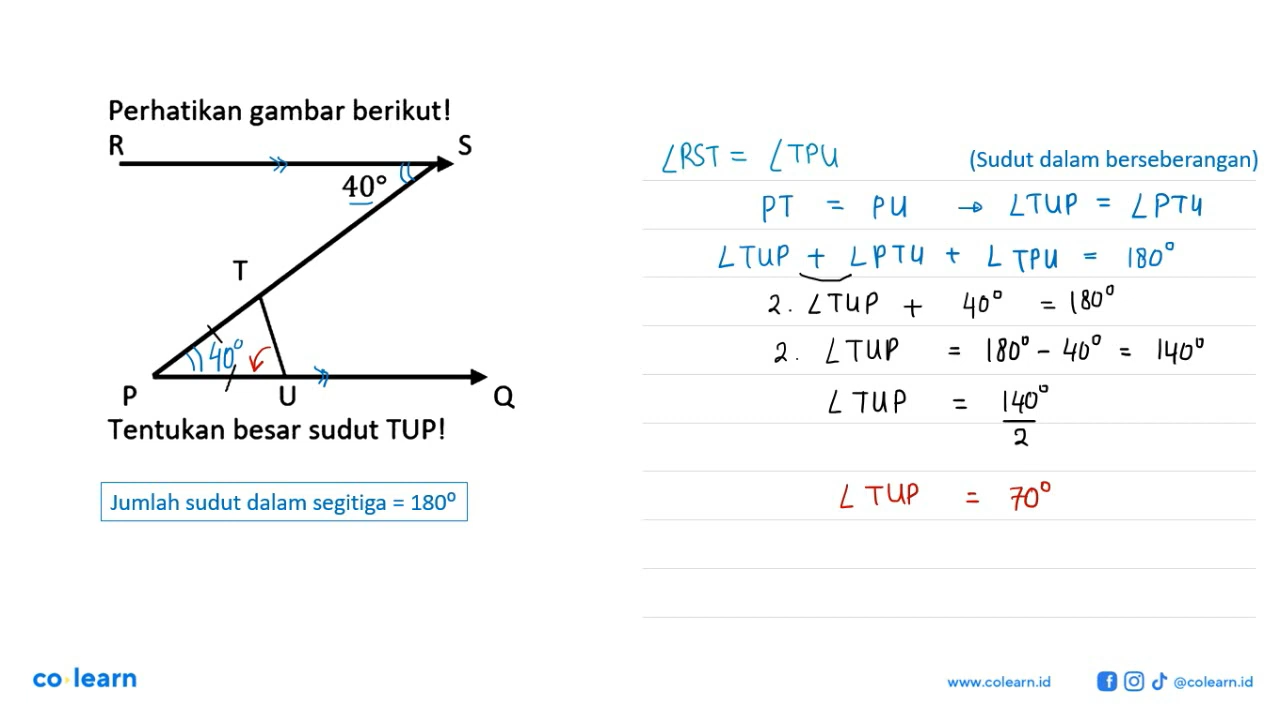 Perhatikan gambar berikut!
R S
40°
T
40°
P U Q
Tentukan besar sudut TUP!
Jumlah sudut dalam segitiga = 180⁰
∠RST = ∠TPU (Sudut dalam berseberangan)
PT = PU → ∠TUP = ∠PTU
∠TUP + ∠PTU + ∠TPU = 180°
2. ∠TUP + 40° = 180°
2. ∠TUP = 180° - 40° = 140°
∠TUP = 140°
2
∠TUP = 70°
co learn
www.colearn.id @colearn.id